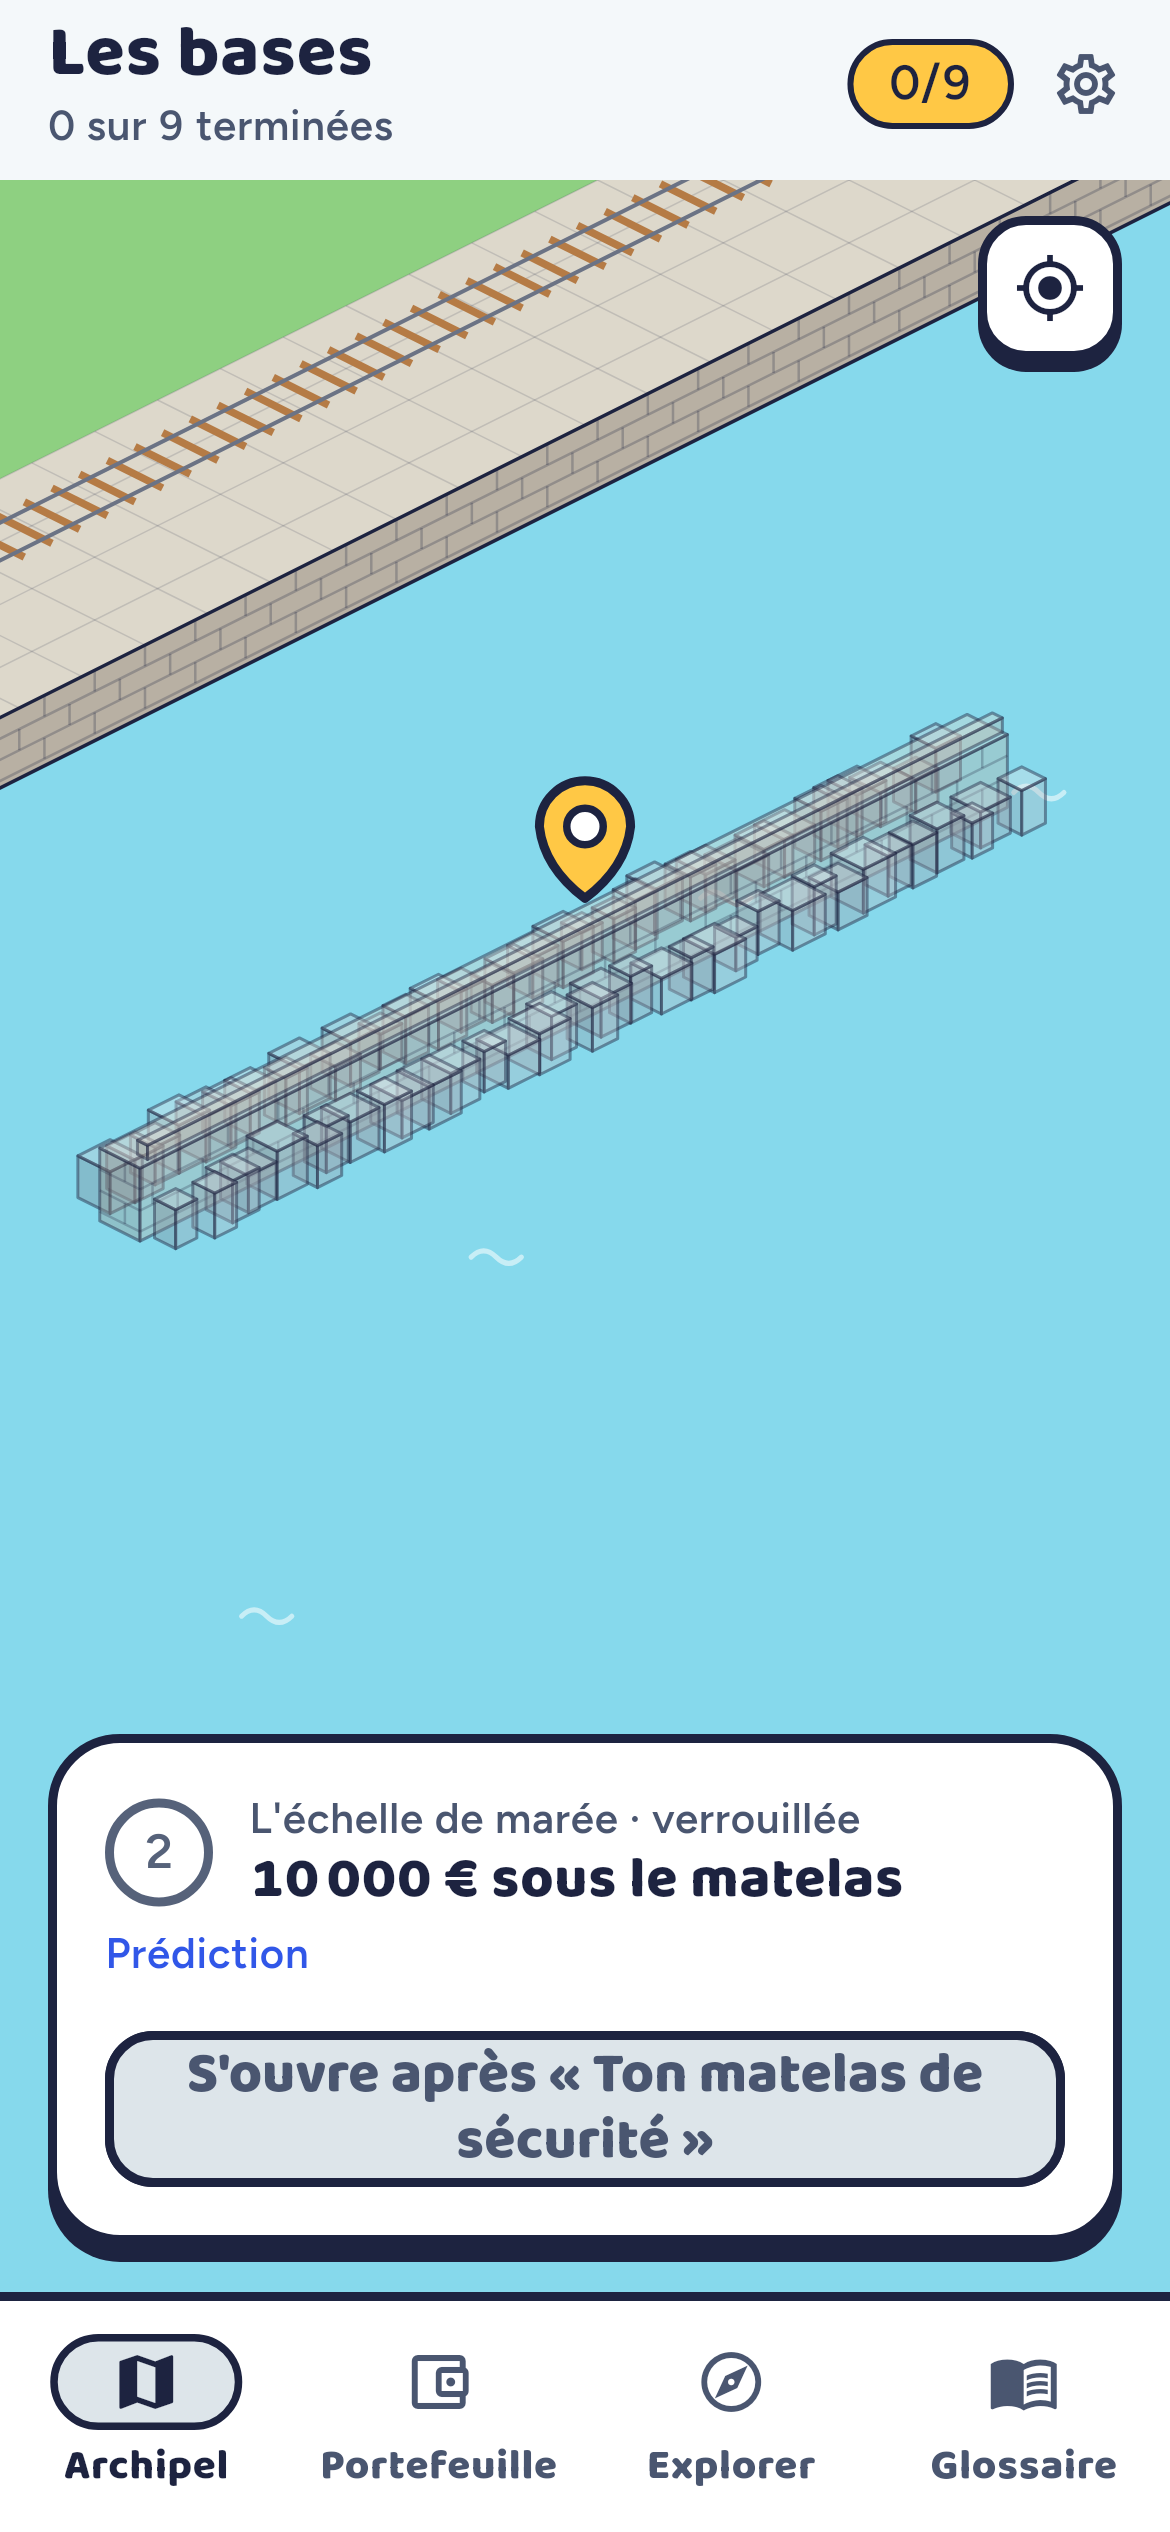 Les bases
0 sur 9 terminées
0/9
2
L'échelle de marée · verrouillée
10 000 € sous le matelas
Prédiction
S'ouvre après « Ton matelas de
sécurité »
Archipel
Portefeuille
Explorer
Glossaire